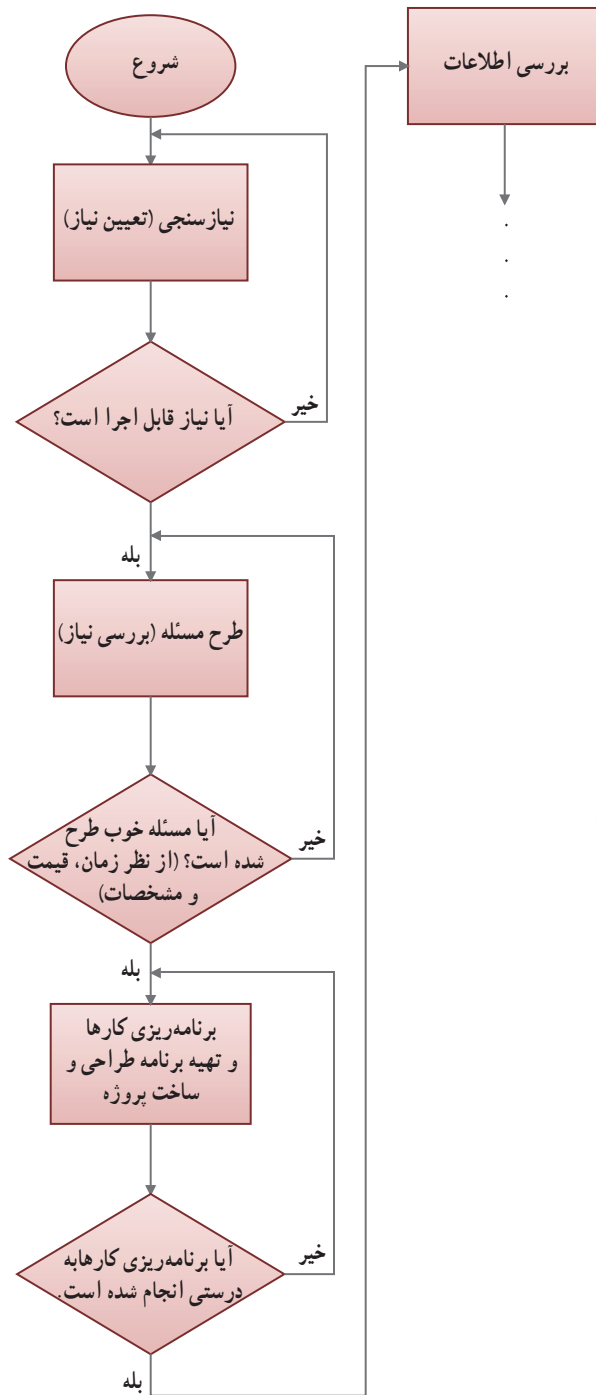 شروع
نیازسنجی (تعیین نیاز)
آیا نیاز قابل اجرا است؟
خیر
بله
طرح مسئله (بررسی نیاز)
آیا مسئله خوب طرح
شده است؟ (از نظر زمان، قیمت
و مشخصات)
خیر
بله
برنامه‌ریزی کارها
و تهیه برنامه طراحی و
ساخت پروژه
آیا برنامه‌ریزی کارهابه
درستی انجام شده است.
خیر
بله
بررسی اطلاعات
.
.
.